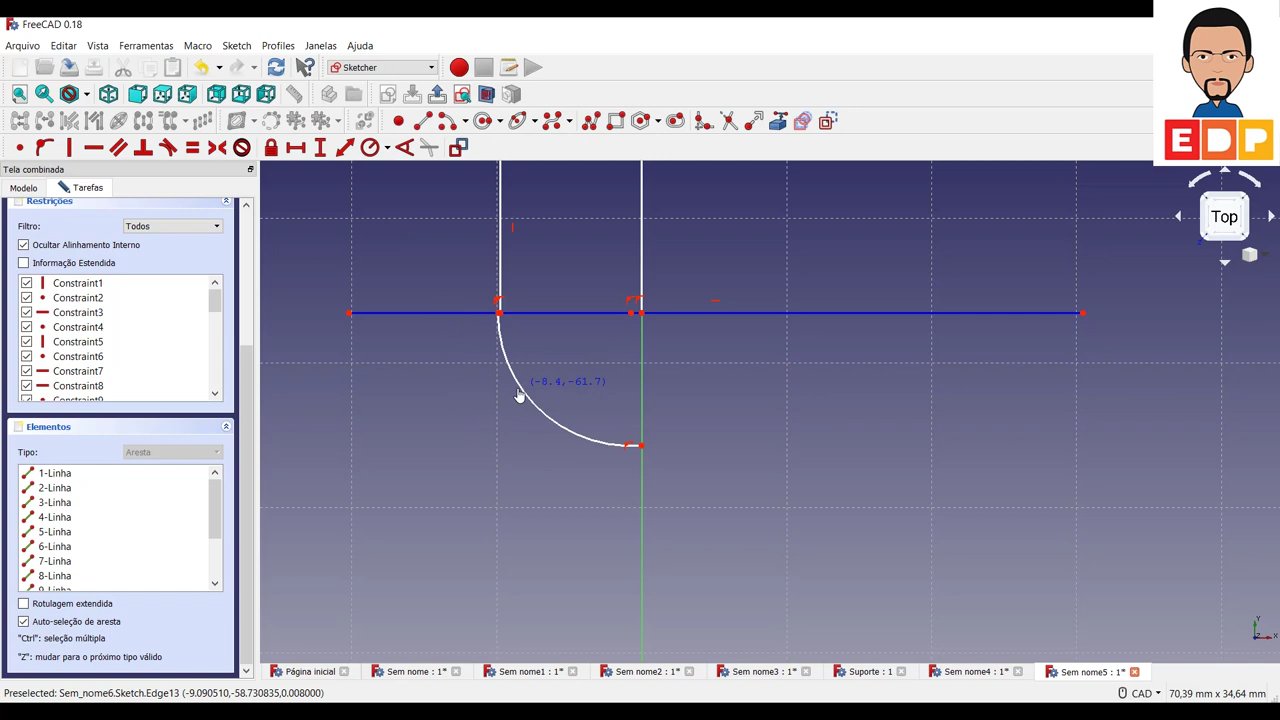 FreeCAD 0.18
Arquivo Editar Vista Ferramentas Macro Sketch Profiles Janelas Ajuda
Sketcher
EDP
Tela combinada
Modelo Tarefas
Restrições
Filtro: Todos
Ocultar Alinhamento Interno
Informação Estendida
Constraint1
Constraint2
Constraint3
Constraint4
Constraint5
Constraint6
Constraint7
Constraint8
Constraint9
Elementos
Tipo: Aresta
1-Linha
2-Linha
3-Linha
4-Linha
5-Linha
6-Linha
7-Linha
8-Linha
9-Linha
Rotulagem extendida
Auto-seleção de aresta
"Ctrl": seleção múltipla
"Z": mudar para o próximo tipo válido
(-8.4,-61.7)
Top
Z
Y
Z X
Página inicial Sem nome : 1* Sem nome1 : 1* Sem nome2 : 1* Sem nome3 : 1* Suporte : 1 Sem nome4 : 1* Sem nome5 : 1*
Preselected: Sem_nome6.Sketch.Edge13 (-9.090510,-58.730835,0.008000) CAD 70,39 mm x 34,64 mm